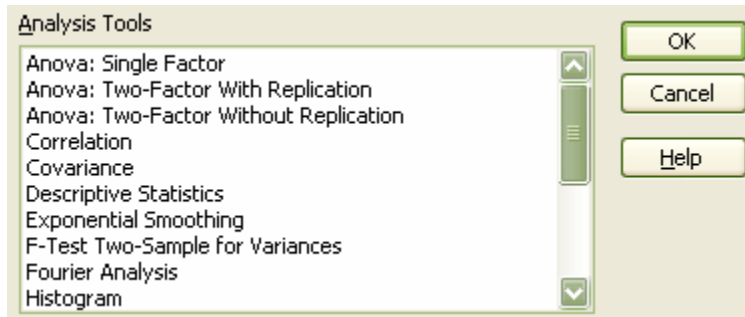 Analysis Tools
Anova: Single Factor
Anova: Two-Factor With Replication
Anova: Two-Factor Without Replication
Correlation
Covariance
Descriptive Statistics
Exponential Smoothing
F-Test Two-Sample for Variances
Fourier Analysis
Histogram
OK
Cancel
Help